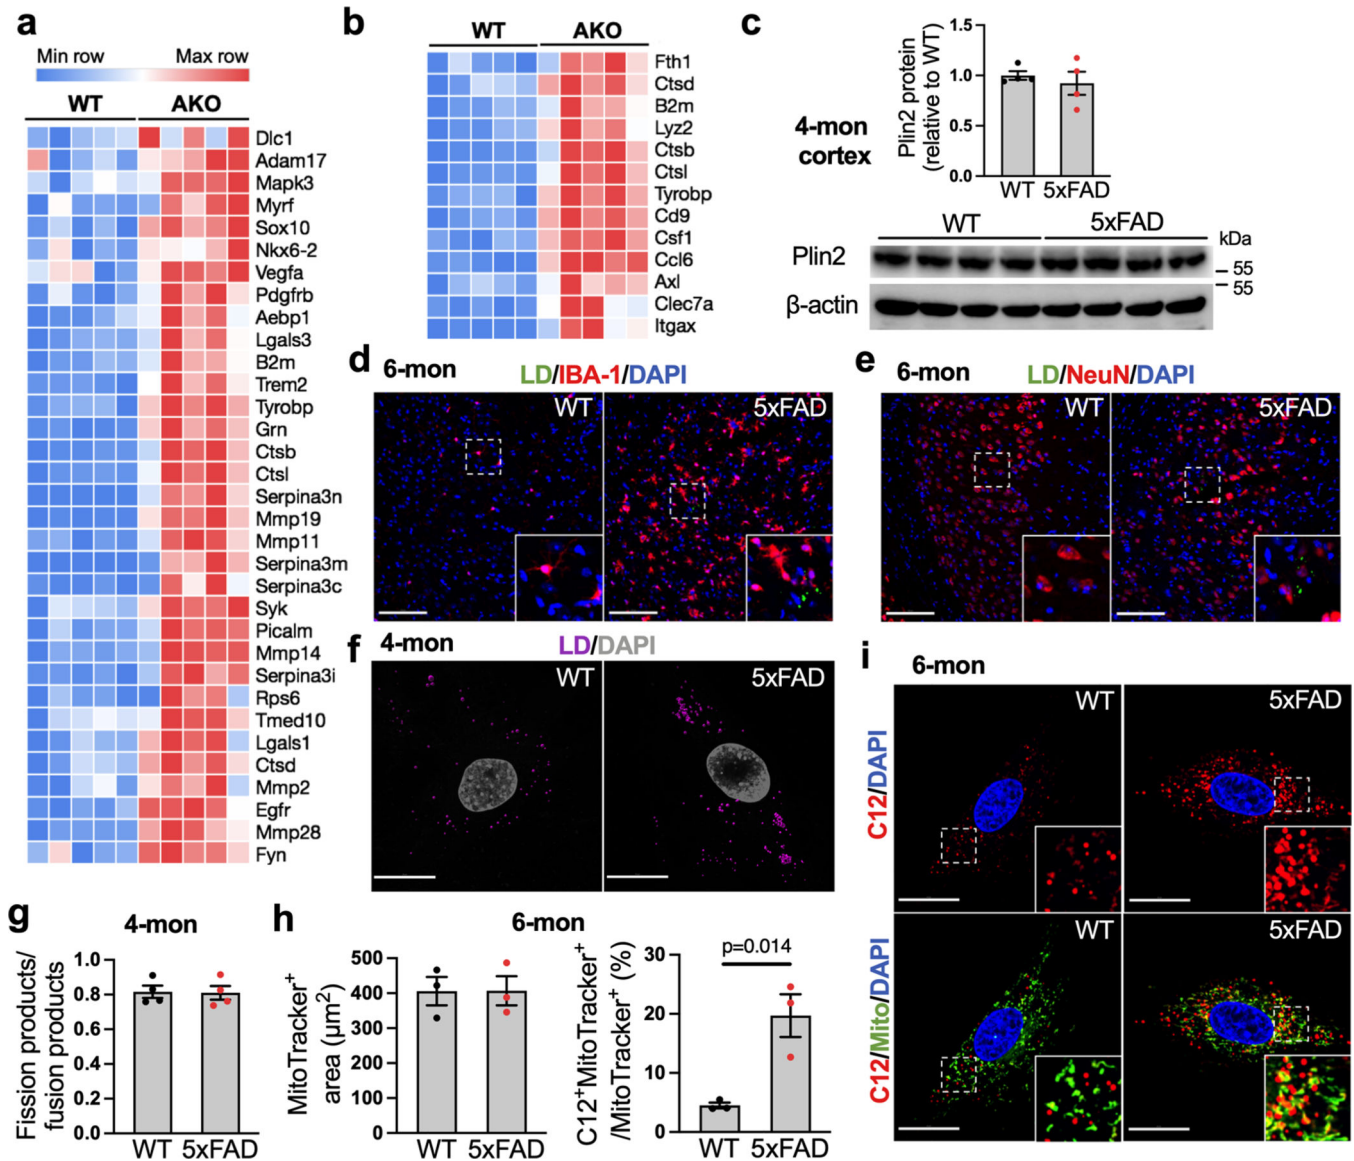 a
Min row Max row
WT AKO
Dlc1
Adam17
Mapk3
Myrf
Sox10
Nkx6-2
Vegfa
Pdgfrb
Aebp1
Lgals3
B2m
Trem2
Tyrobp
Grn
Ctsb
Ctsl
Serpina3n
Mmp19
Mmp11
Serpina3m
Serpina3c
Syk
Picalm
Mmp14
Serpina3i
Rps6
Tmed10
Lgals1
Ctsd
Mmp2
Egfr
Mmp28
Fyn
b
WT AKO
Fth1
Ctsd
B2m
Lyz2
Ctsb
Ctsl
Tyrobp
Cd9
Csf1
Ccl6
Axl
Clec7a
Itgax
c
4-mon
cortex
Plin2 protein
(relative to WT)
1.5
1.0
0.5
0.0
WT 5xFAD
WT 5xFAD
kDa
Plin2
55
55
β-actin
d 6-mon LD/IBA-1/DAPI
WT 5xFAD
e 6-mon LD/NeuN/DAPI
WT 5xFAD
f 4-mon LD/DAPI
WT 5xFAD
g 4-mon
Fission products/
fusion products
1.0
0.8
0.6
0.4
0.2
0.0
WT 5xFAD
h 6-mon
MitoTracker+
area (μm2)
500
400
300
200
100
0
WT 5xFAD
C12+MitoTracker+
/MitoTracker+ (%)
30
20
10
0
p=0.014
WT 5xFAD
i 6-mon
C12/DAPI
WT 5xFAD
C12/Mito/DAPI
WT 5xFAD